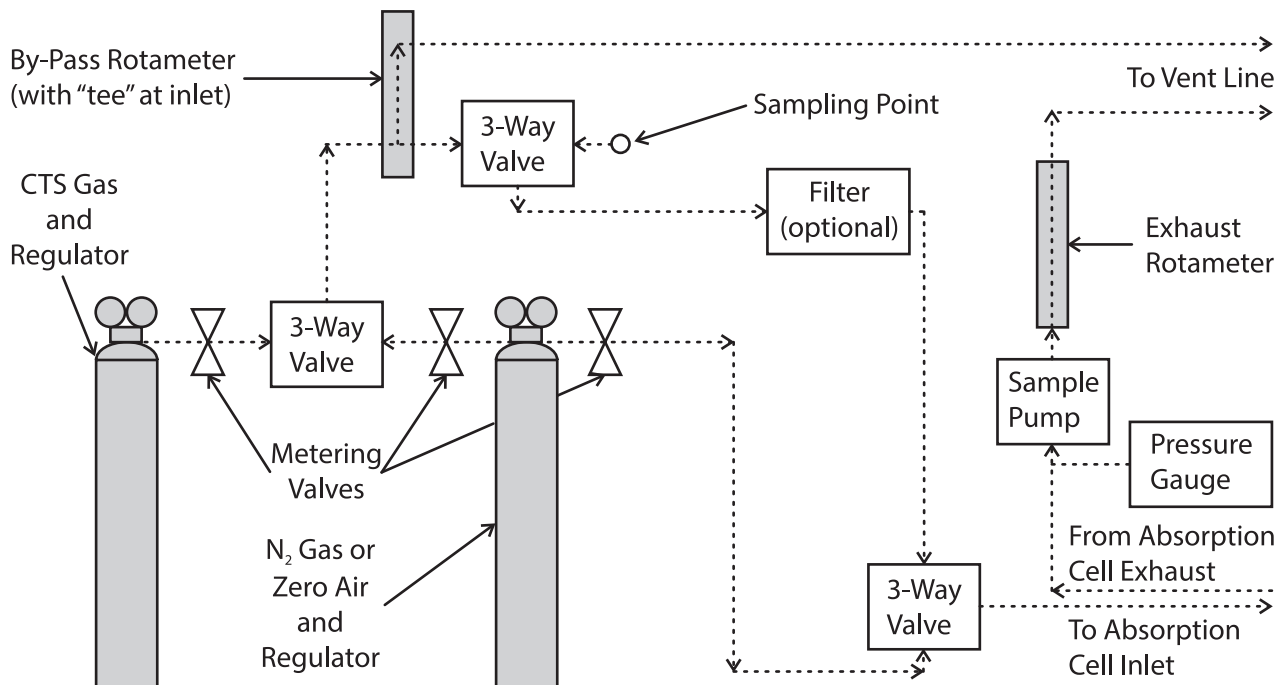 By-Pass Rotameter
(with “tee” at inlet)
To Vent Line
3-Way
Valve
Sampling Point
CTS Gas
and
Regulator
Filter
(optional)
Exhaust
Rotameter
3-Way
Valve
Sample
Pump
Metering
Valves
Pressure
Gauge
N₂ Gas or
Zero Air
and
Regulator
From Absorption
Cell Exhaust
3-Way
Valve
To Absorption
Cell Inlet